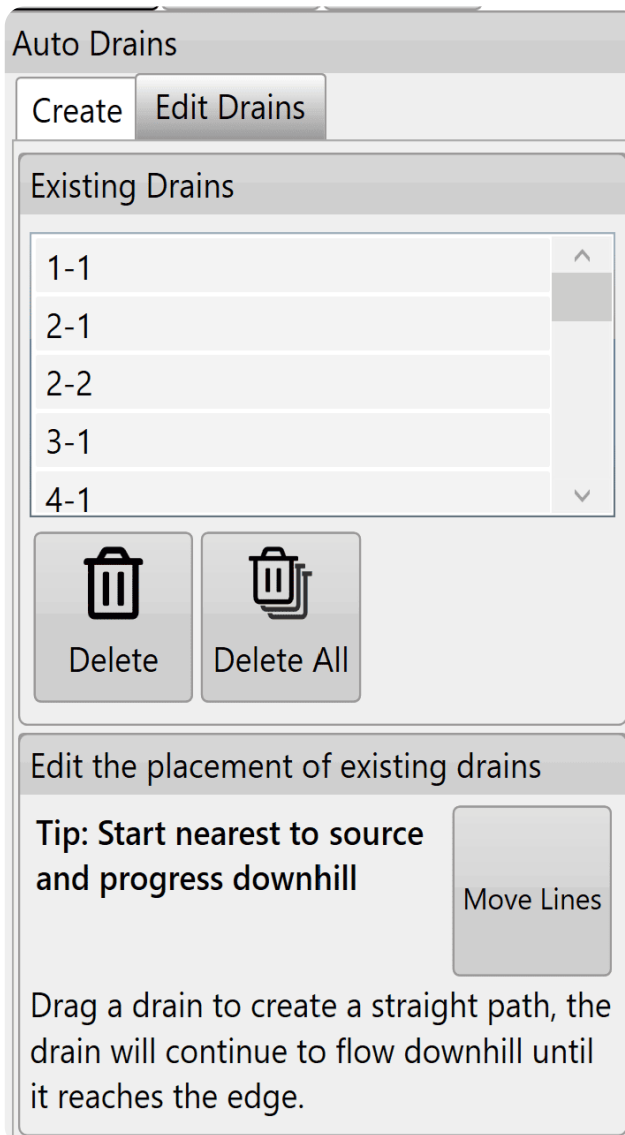 Auto Drains
Create
Edit Drains
Existing Drains
1-1
2-1
2-2
3-1
4-1
Delete
Delete All
Edit the placement of existing drains
Tip: Start nearest to source
and progress downhill
Move Lines
Drag a drain to create a straight path, the
drain will continue to flow downhill until
it reaches the edge.